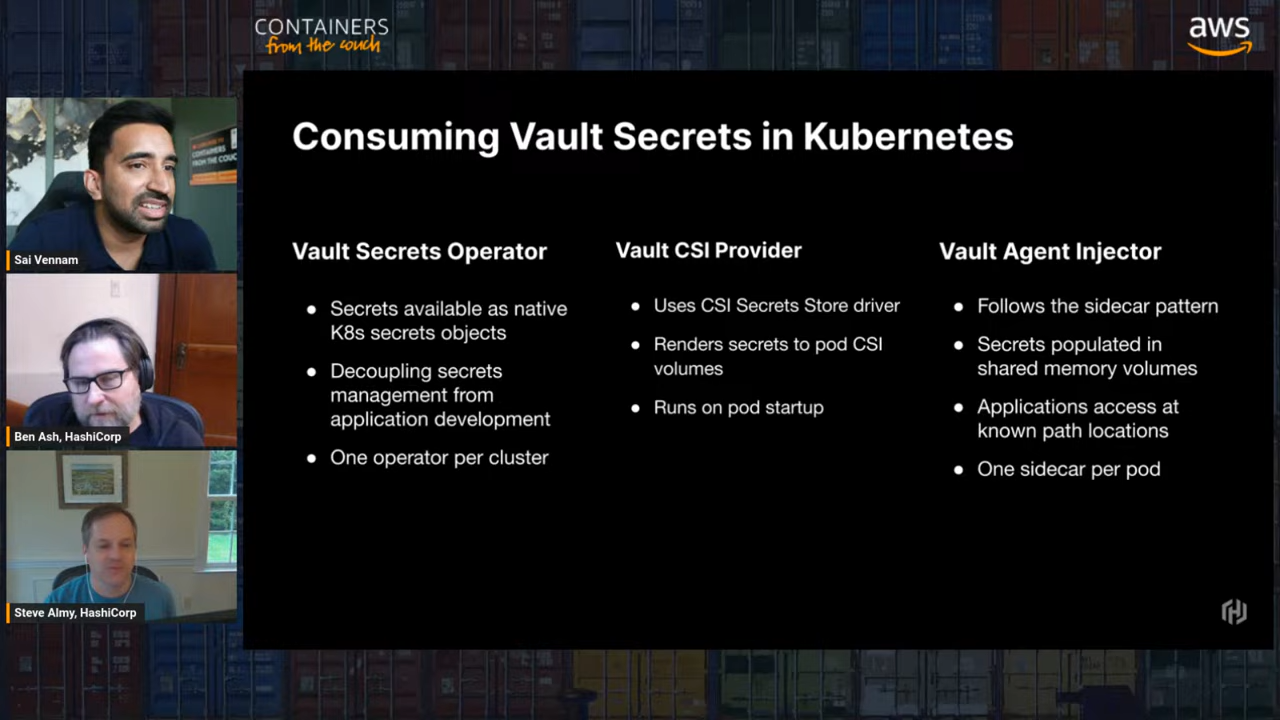 CONTAINERS
from the couch
aws
CONTAINERS
FROM THE COUC
Sai Vennam
Ben Ash, HashiCorp
Steve Almy, HashiCorp
Consuming Vault Secrets in Kubernetes
Vault Secrets Operator
● Secrets available as native
K8s secrets objects
● Decoupling secrets
management from
application development
● One operator per cluster
Vault CSI Provider
● Uses CSI Secrets Store driver
● Renders secrets to pod CSI
volumes
● Runs on pod startup
Vault Agent Injector
● Follows the sidecar pattern
● Secrets populated in
shared memory volumes
● Applications access at
known path locations
● One sidecar per pod